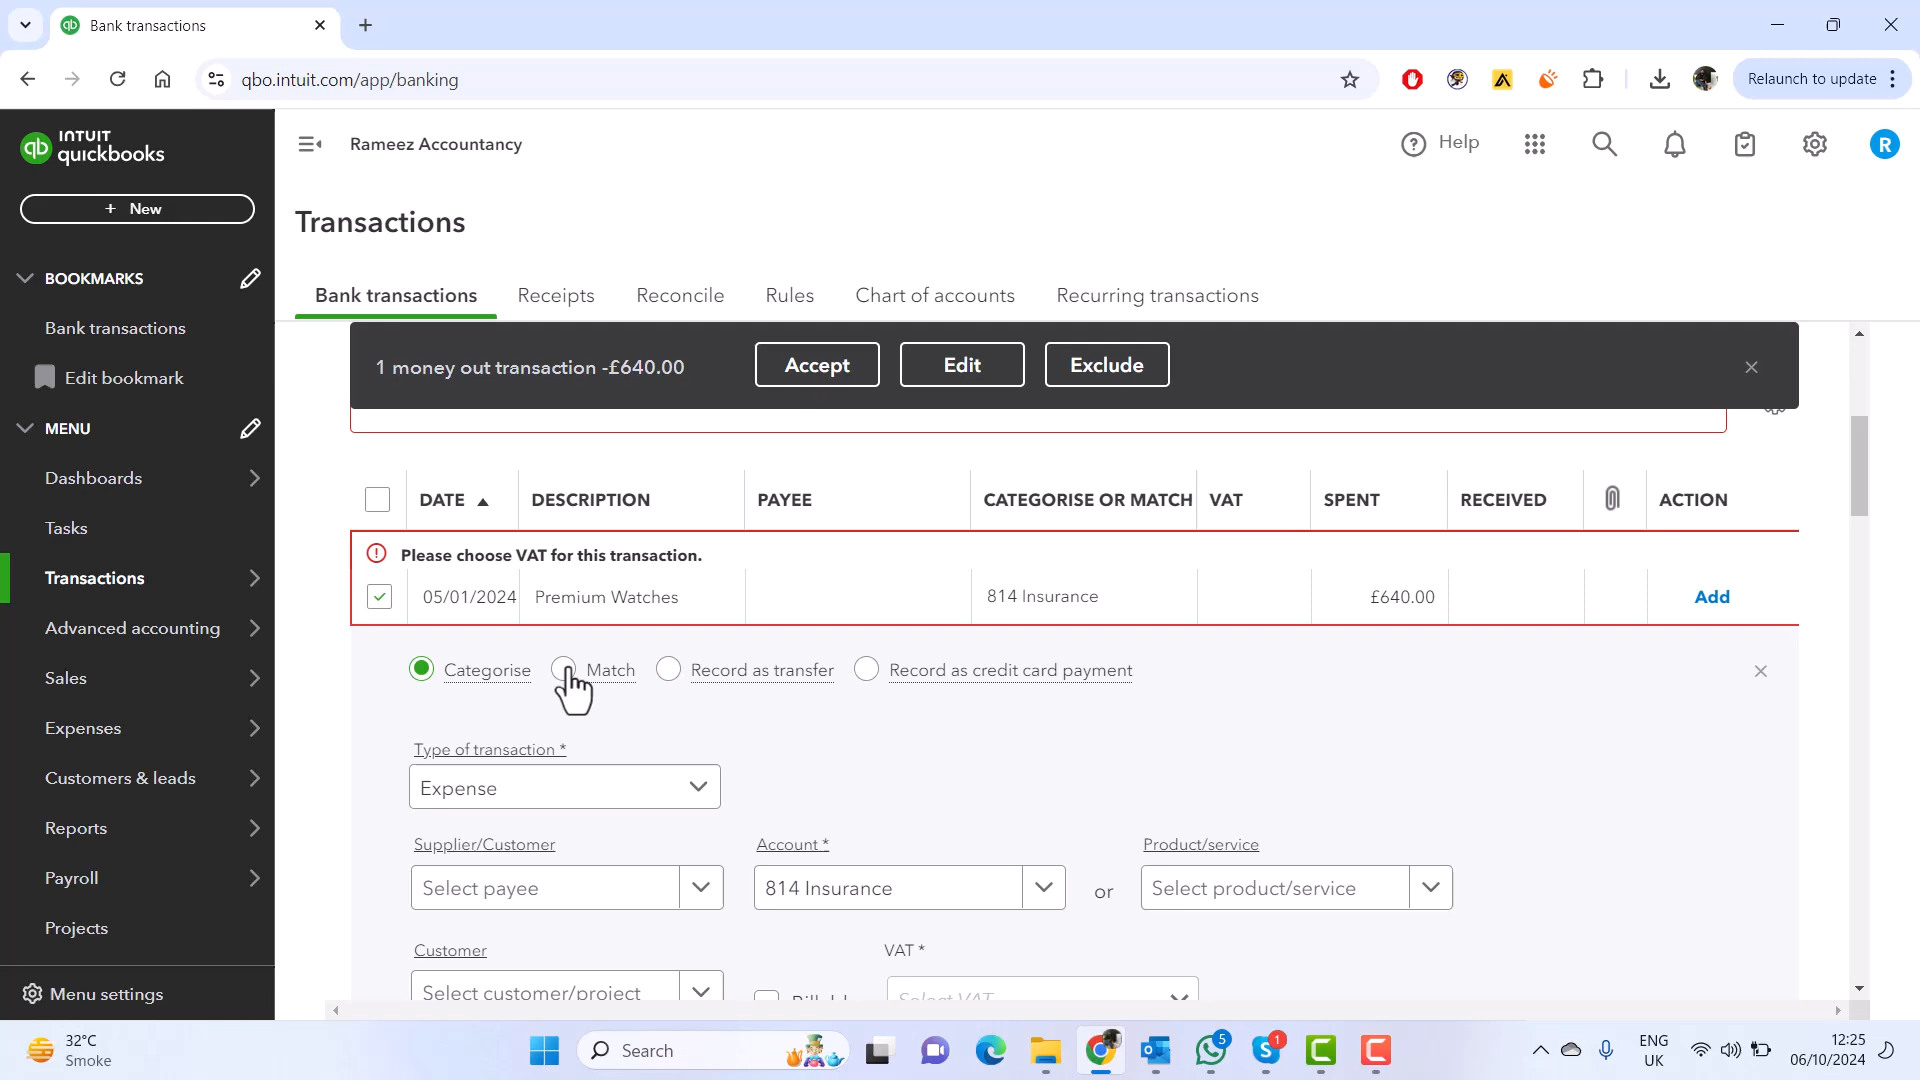 Bank transactions
qbo.intuit.com/app/banking
Relaunch to update
INTUIT
quickbooks
Rameez Accountancy
Help
R
+ New
Transactions
BOOKMARKS
Bank transactions
Edit bookmark
MENU
Dashboards
Tasks
Transactions
Advanced accounting
Sales
Expenses
Customers & leads
Reports
Payroll
Projects
Menu settings
Bank transactions Receipts Reconcile Rules Chart of accounts Recurring transactions
1 money out transaction -£640.00 Accept Edit Exclude
DATE DESCRIPTION PAYEE CATEGORISE OR MATCH VAT SPENT RECEIVED ACTION
Please choose VAT for this transaction.
05/01/2024 Premium Watches 814 Insurance £640.00 Add
Categorise Match Record as transfer Record as credit card payment
Type of transaction *
Expense
Supplier/Customer Account * Product/service
Select payee 814 Insurance or Select product/service
Customer VAT *
Select customer/project Select VAT
32°C
Smoke
Search
5
1
ENG
UK
12:25
06/10/2024